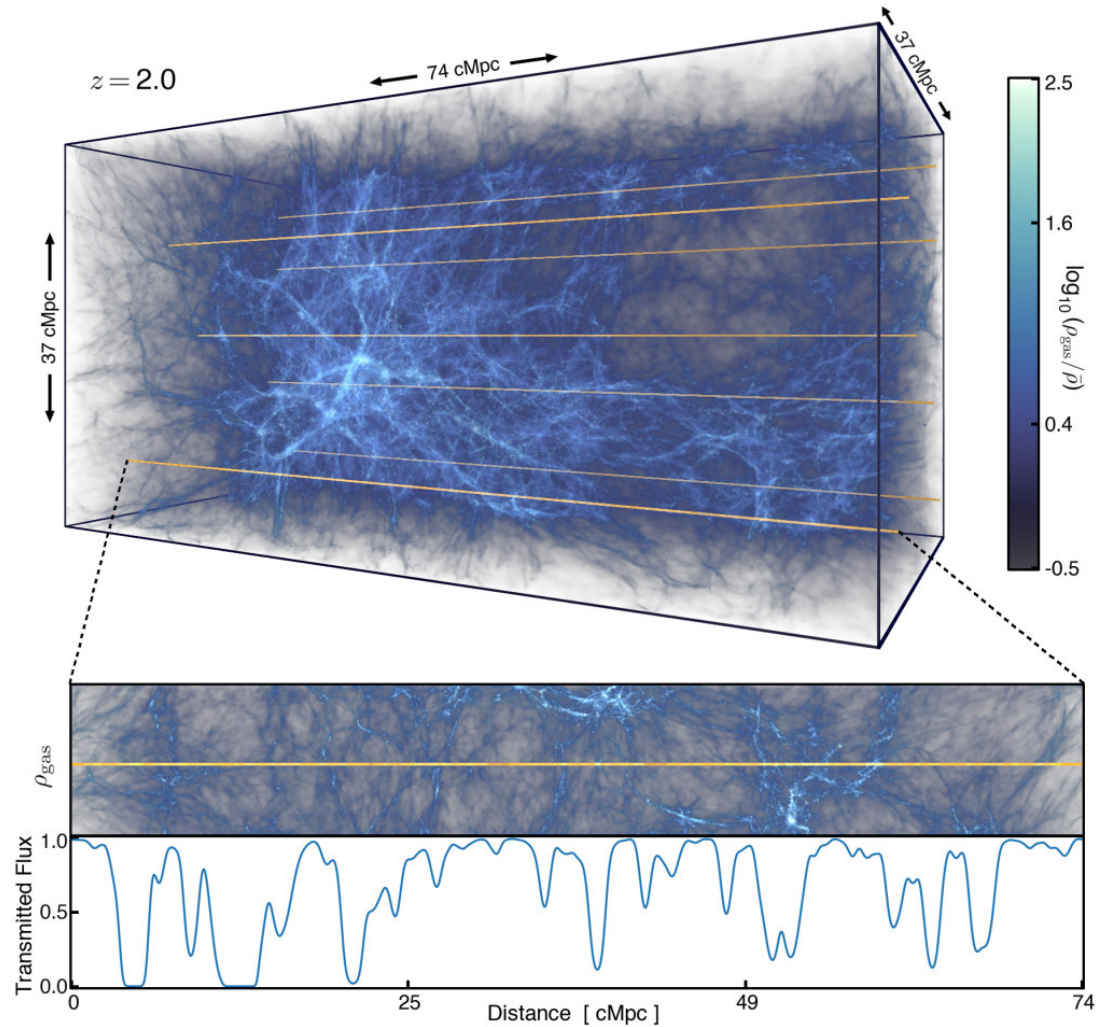 z = 2.0
74 cMpc
37 cMpc
37 cMpc
2.5
1.6
0.4
-0.5
log₁₀(ρgas/ρ̄)
ρgas
Transmitted Flux
1.0
0.5
0.0
0
25
49
74
Distance [ cMpc ]